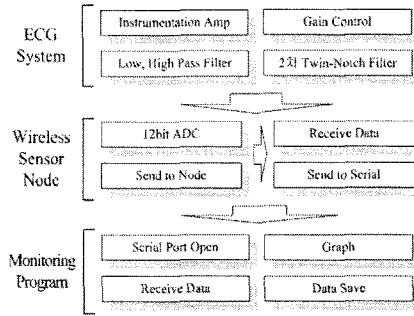 ECG
System
Instrumentation Amp
Gain Control
Low, High Pass Filter
2차 Twin-Notch Filter
Wireless
Sensor
Node
12bit ADC
Receive Data
Send to Node
Send to Serial
Monitoring
Program
Serial Port Open
Graph
Receive Data
Data Save